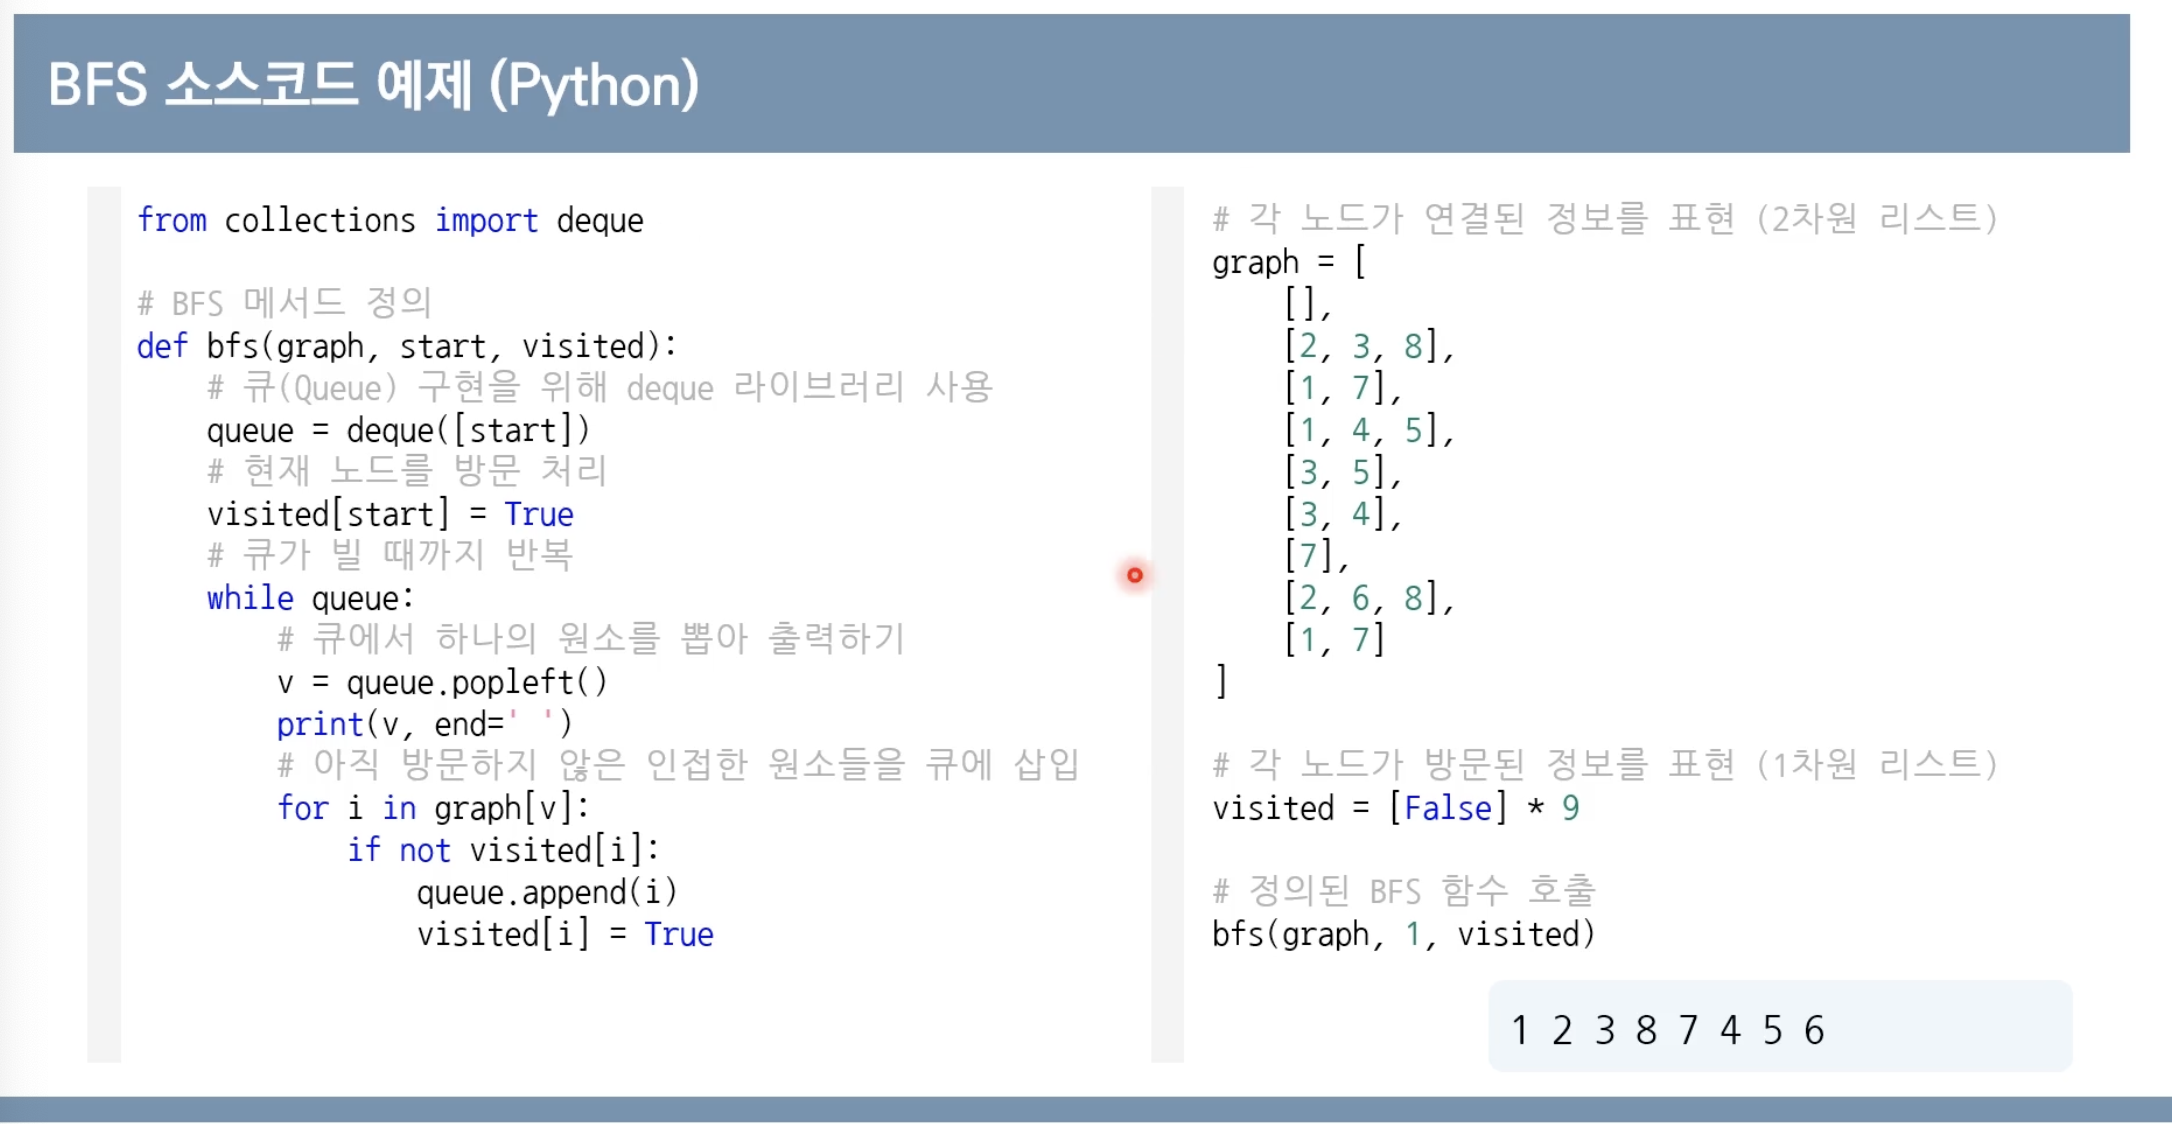 BFS 소스코드 예제 (Python)
from collections import deque
# BFS 메서드 정의
def bfs(graph, start, visited):
    # 큐(Queue) 구현을 위해 deque 라이브러리 사용
    queue = deque([start])
    # 현재 노드를 방문 처리
    visited[start] = True
    # 큐가 빌 때까지 반복
    while queue:
        # 큐에서 하나의 원소를 뽑아 출력하기
        v = queue.popleft()
        print(v, end=' ')
        # 아직 방문하지 않은 인접한 원소들을 큐에 삽입
        for i in graph[v]:
            if not visited[i]:
                queue.append(i)
                visited[i] = True
# 각 노드가 연결된 정보를 표현 (2차원 리스트)
graph = [
    [],
    [2, 3, 8],
    [1, 7],
    [1, 4, 5],
    [3, 5],
    [3, 4],
    [7],
    [2, 6, 8],
    [1, 7]
]
# 각 노드가 방문된 정보를 표현 (1차원 리스트)
visited = [False] * 9
# 정의된 BFS 함수 호출
bfs(graph, 1, visited)
1 2 3 8 7 4 5 6